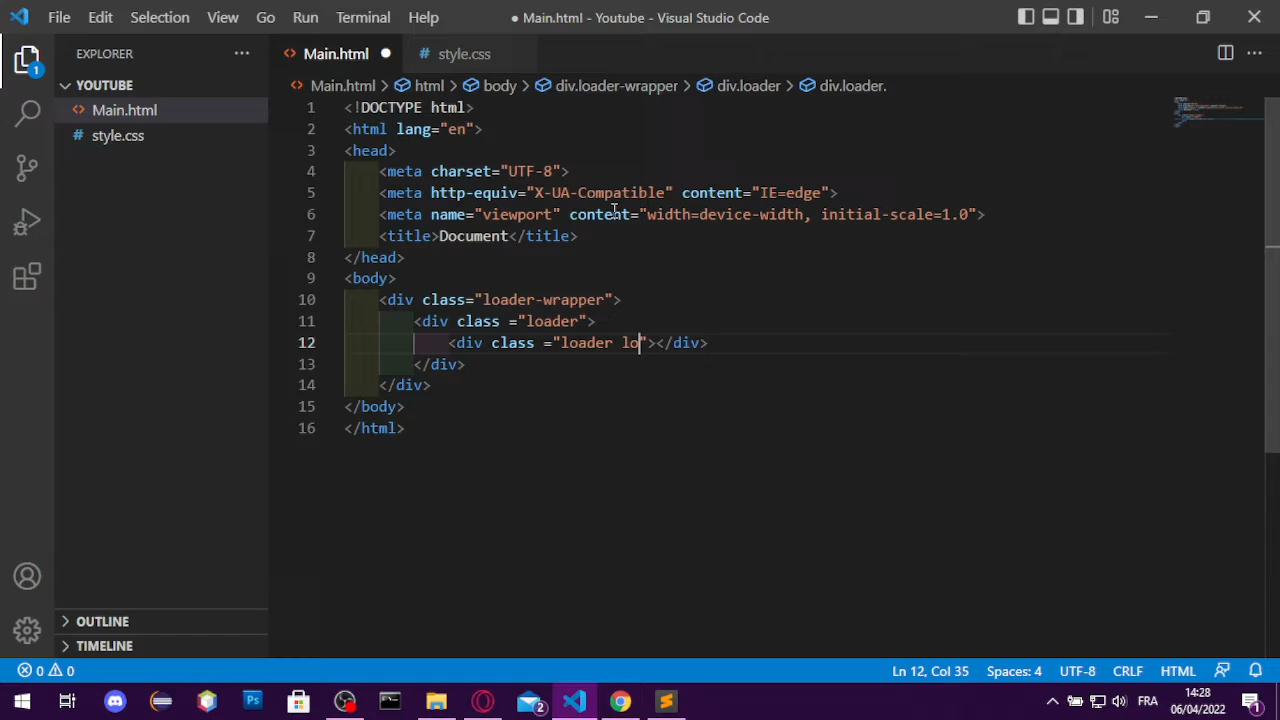 File Edit Selection View Go Run Terminal Help ● Main.html - Youtube - Visual Studio Code
EXPLORER ···
Main.html ●
style.css
1
YOUTUBE
Main.html
style.css
Main.html > html > body > div.loader-wrapper > div.loader > div.loader.
1 <!DOCTYPE html>
2 <html lang="en">
3 <head>
4 <meta charset="UTF-8">
5 <meta http-equiv="X-UA-Compatible" content="IE=edge">
6 <meta name="viewport" content="width=device-width, initial-scale=1.0">
7 <title>Document</title>
8 </head>
9 <body>
10 <div class="loader-wrapper">
11 <div class ="loader">
12 <div class ="loader lo"></div>
13 </div>
14 </div>
15 </body>
16 </html>
OUTLINE
TIMELINE
0 0 Ln 12, Col 35 Spaces: 4 UTF-8 CRLF HTML
Ps 2 FRA 14:28
06/04/2022 1